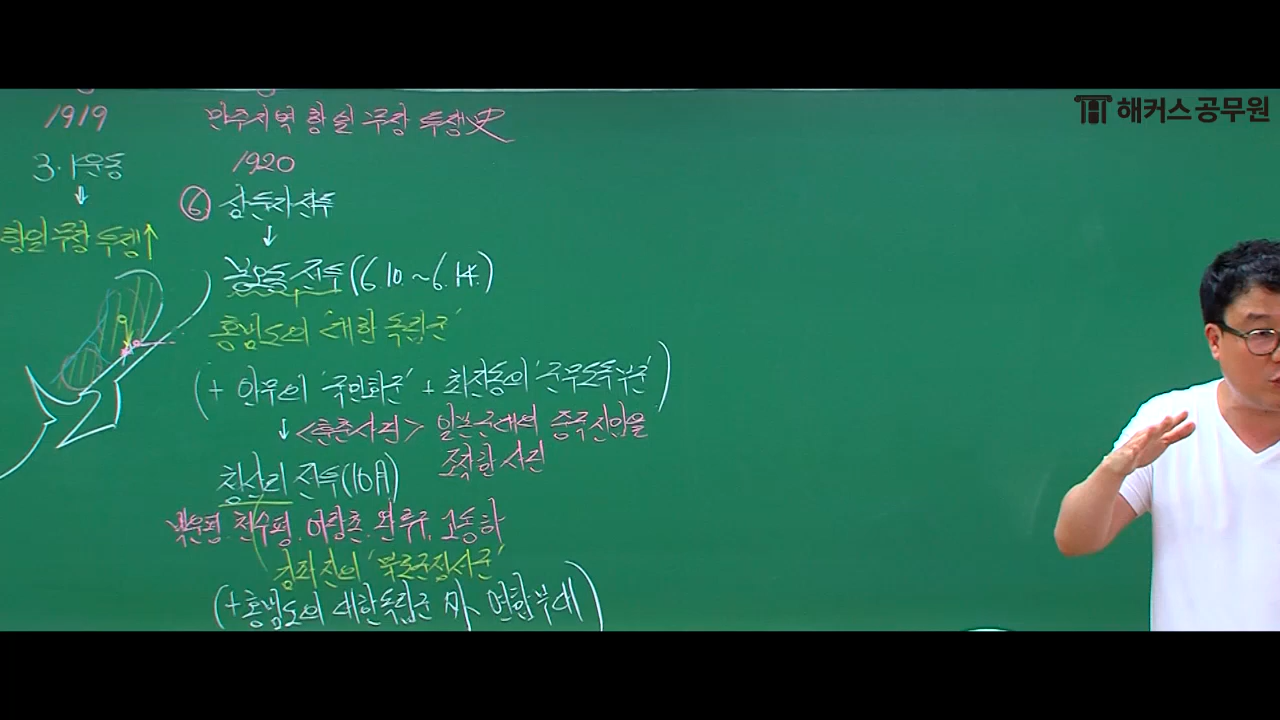 해커스공무원
1919
만주지역 항일 무장 투쟁史
3·1운동
1920
↓
⑥ 삼둔자 전투
항일 무장 투쟁↑
↓
봉오동 전투(6.10.~6.14.)
홍범도의 '대한 독립군'
(+ 안무의 '국민회군' + 최진동의 '군무도독부군')
↓ <훈춘사건> 일본군대의 중국진입을
조작한 사건
청산리 전투(10月)
백운평. 천수평. 어랑촌. 완루구. 고동하
김좌진의 '북로군정서군'
(+홍범도의 대한독립군 연합부대)